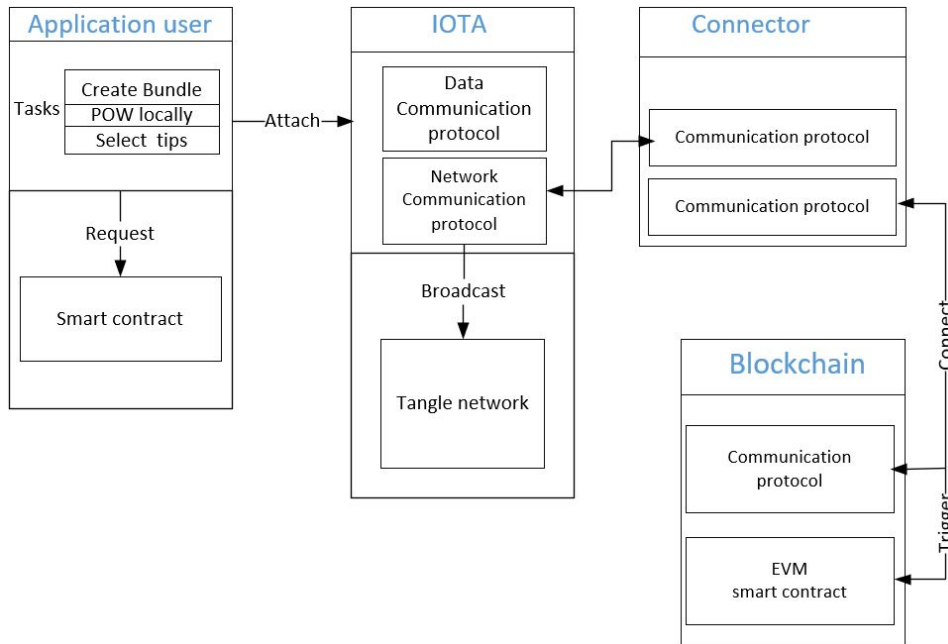 Application user
Tasks
Create Bundle
POW locally
Select tips
Request
Smart contract
Attach
IOTA
Data
Communication
protocol
Network
Communication
protocol
Broadcast
Tangle network
Connector
Communication protocol
Communication protocol
Connect
Trigger
Blockchain
Communication
protocol
EVM
smart contract